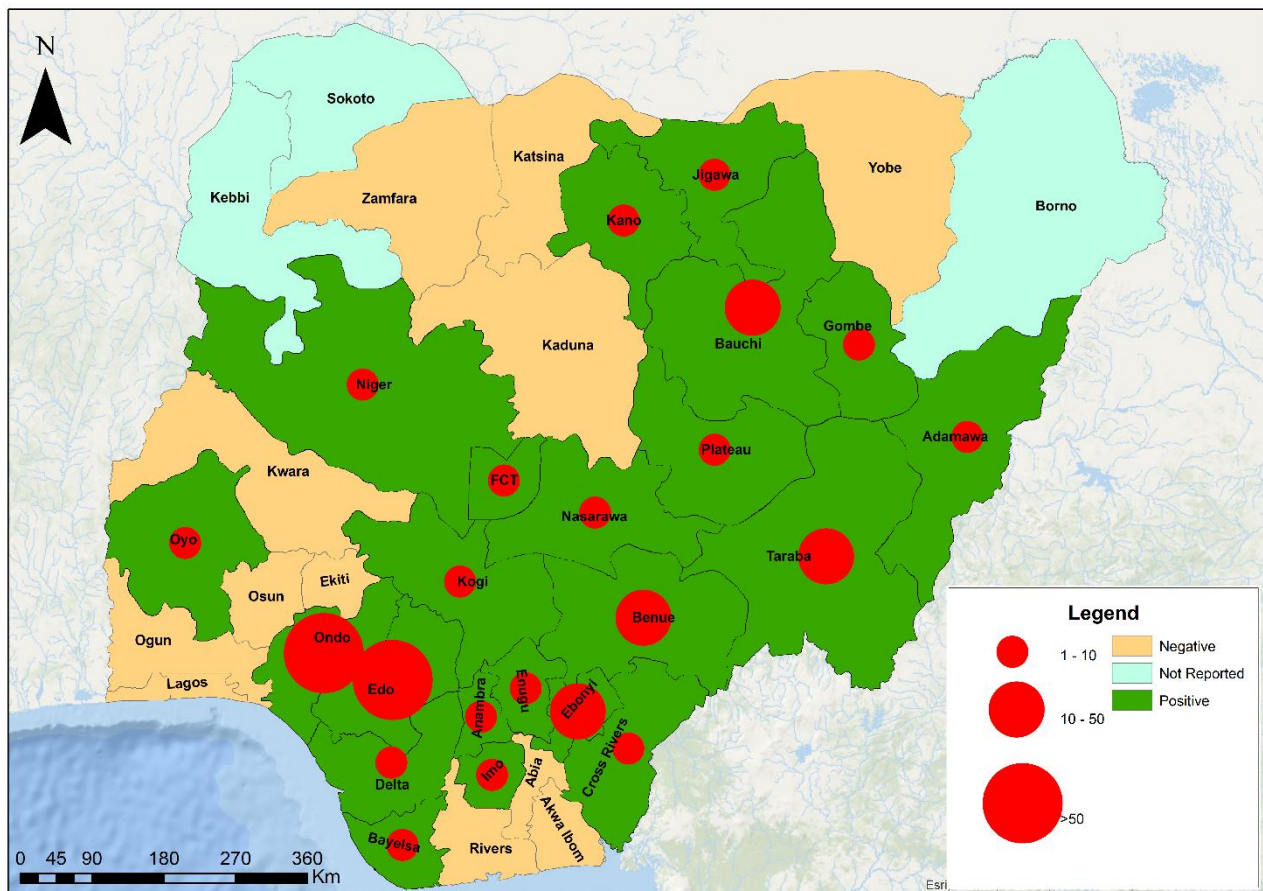 N
Sokoto
Kebbi
Zamfara
Katsina
Kano
Jigawa
Yobe
Borno
Kaduna
Bauchi
Gombe
Niger
Adamawa
Plateau
FCT
Kwara
Nasarawa
Oyo
Taraba
Kogi
Osun
Ekiti
Benue
Ogun
Ondo
Lagos
Edo
Anambra
Enugu
Ebonyi
Cross Rivers
Delta
Imo
Abia
Akwa Ibom
Bayelsa
Rivers
Legend
1 - 10
10 - 50
>50
Negative
Not Reported
Positive
0 45 90 180 270 360
Km
Esri